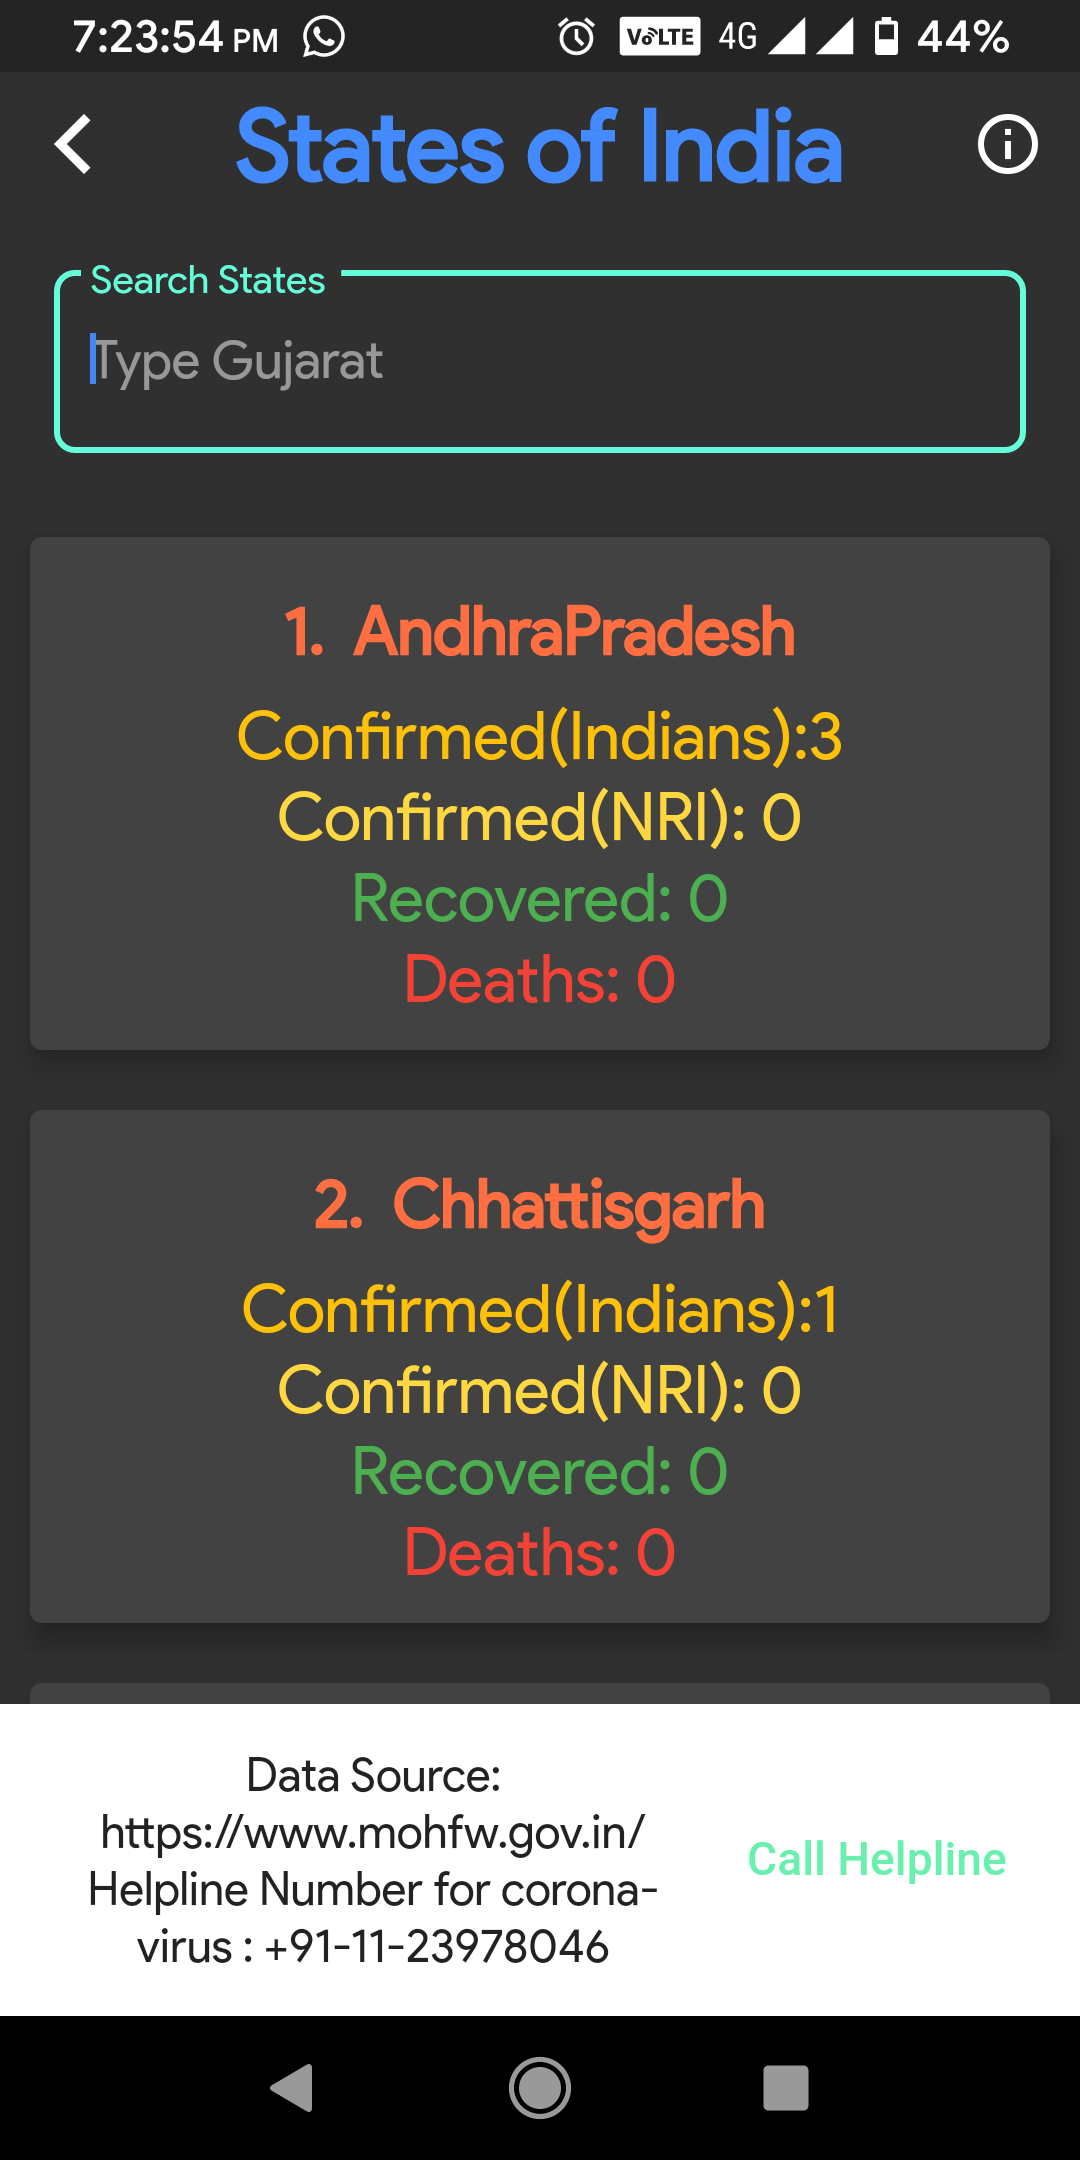 7:23:54 PM VoLTE 4G 44%
States of India
Search States
Type Gujarat
1. AndhraPradesh
Confirmed(Indians):3
Confirmed(NRI): 0
Recovered: 0
Deaths: 0
2. Chhattisgarh
Confirmed(Indians):1
Confirmed(NRI): 0
Recovered: 0
Deaths: 0
Data Source:
https://www.mohfw.gov.in/
Helpline Number for corona-
virus : +91-11-23978046
Call Helpline